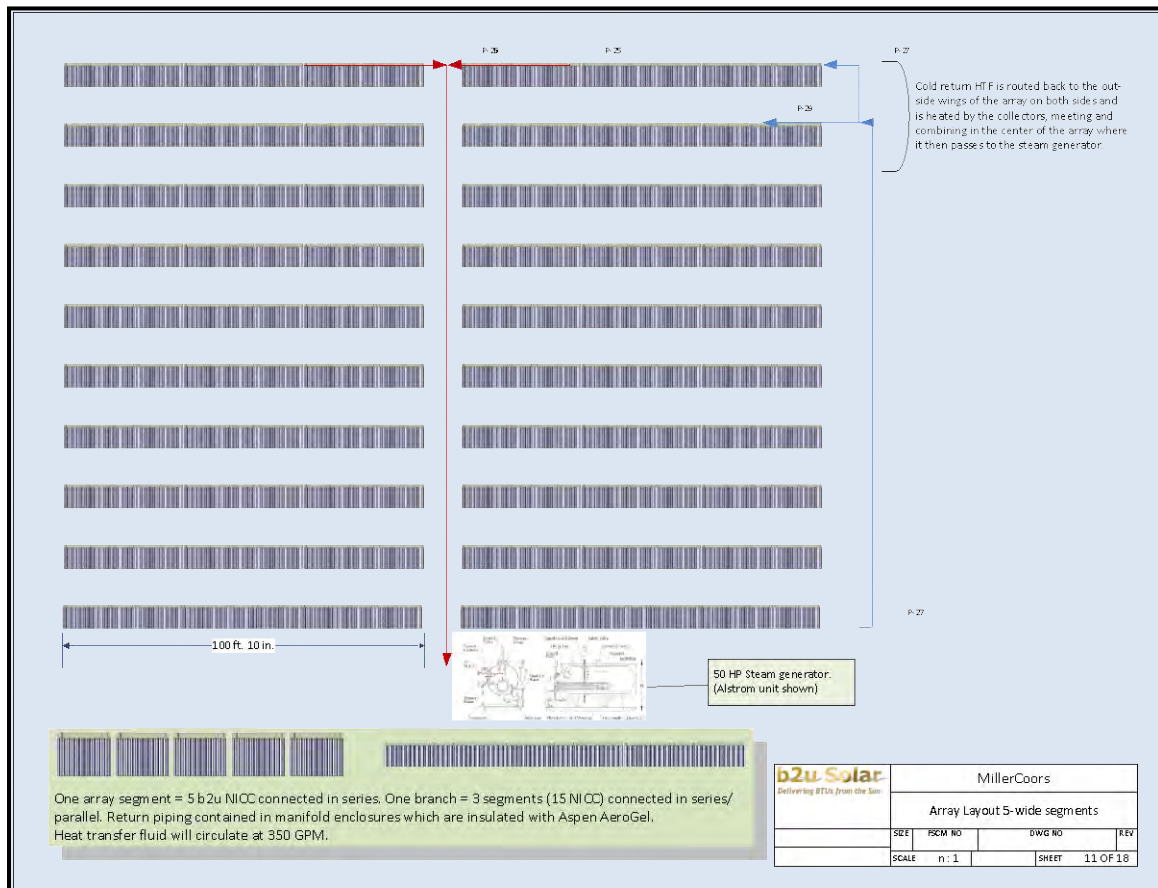 P- 26
P- 25
P- 27
P- 29
Cold return HTF is routed back to the out-
side wings of the array on both sides and
is heated by the collectors, meeting and
combining in the center of the array where
it then passes to the steam generator.
P- 27
100 ft. 10 in.
50 HP Steam generator.
(Alstrom unit shown)
One array segment = 5 b2u NICC connected in series. One branch = 3 segments (15 NICC) connected in series/
parallel. Return piping contained in manifold enclosures which are insulated with Aspen AeroGel.
Heat transfer fluid will circulate at 350 GPM.
b2u Solar
Delivering BTUs from the Sun
MillerCoors
Array Layout 5-wide segments
SIZE FSCM NO DWG NO REV
SCALE n : 1 SHEET 11 OF 18